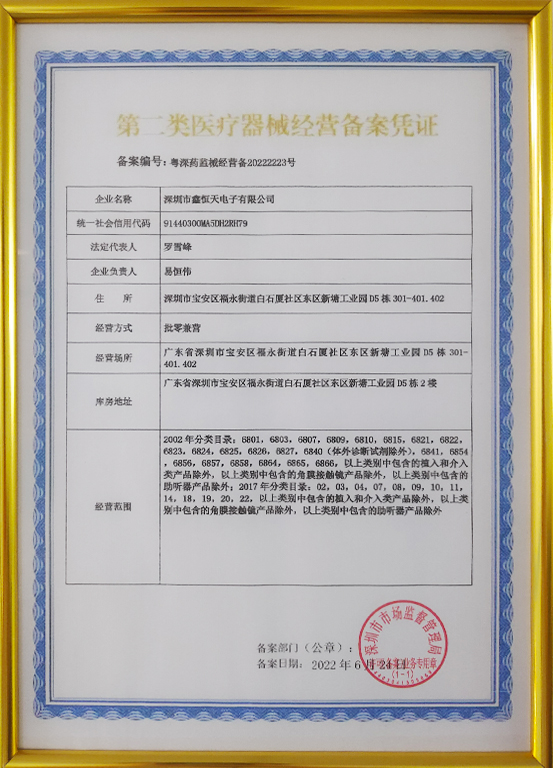 第二类医疗器械经营备案凭证
备案编号：粤深药监械经营备20222223号
企业名称 深圳市鑫恒天电子有限公司
统一社会信用代码 91440300MA5DH2RH79
法定代表人 罗雪峰
企业负责人 易恒伟
住 所 深圳市宝安区福永街道白石厦社区东区新塘工业园D5栋301-401.402
经营方式 批零兼营
经营场所 广东省深圳市宝安区福永街道白石厦社区东区新塘工业园D5栋301-
401.402
库房地址 广东省深圳市宝安区福永街道白石厦社区东区新塘工业园D5栋2楼
经营范围 2002年分类目录：6801，6803，6807，6809，6810，6815，6821，6822，
6823，6824，6825，6826，6827，6840（体外诊断试剂除外），6841，6854
，6856，6857，6858，6864，6865，6866，以上类别中包含的植入和介入
类产品除外，以上类别中包含的角膜接触镜产品除外，以上类别中包含的
助听器产品除外；2017年分类目录：02，03，04，07，08，09，10，11，
14，18，19，20，22，以上类别中包含的植入和介入类产品除外，以上类
别中包含的角膜接触镜产品除外，以上类别中包含的助听器产品除外
备案部门（公章）：
备案日期：2022年6月21日
深圳市市场监督管理局
业务专用章
(1-1)